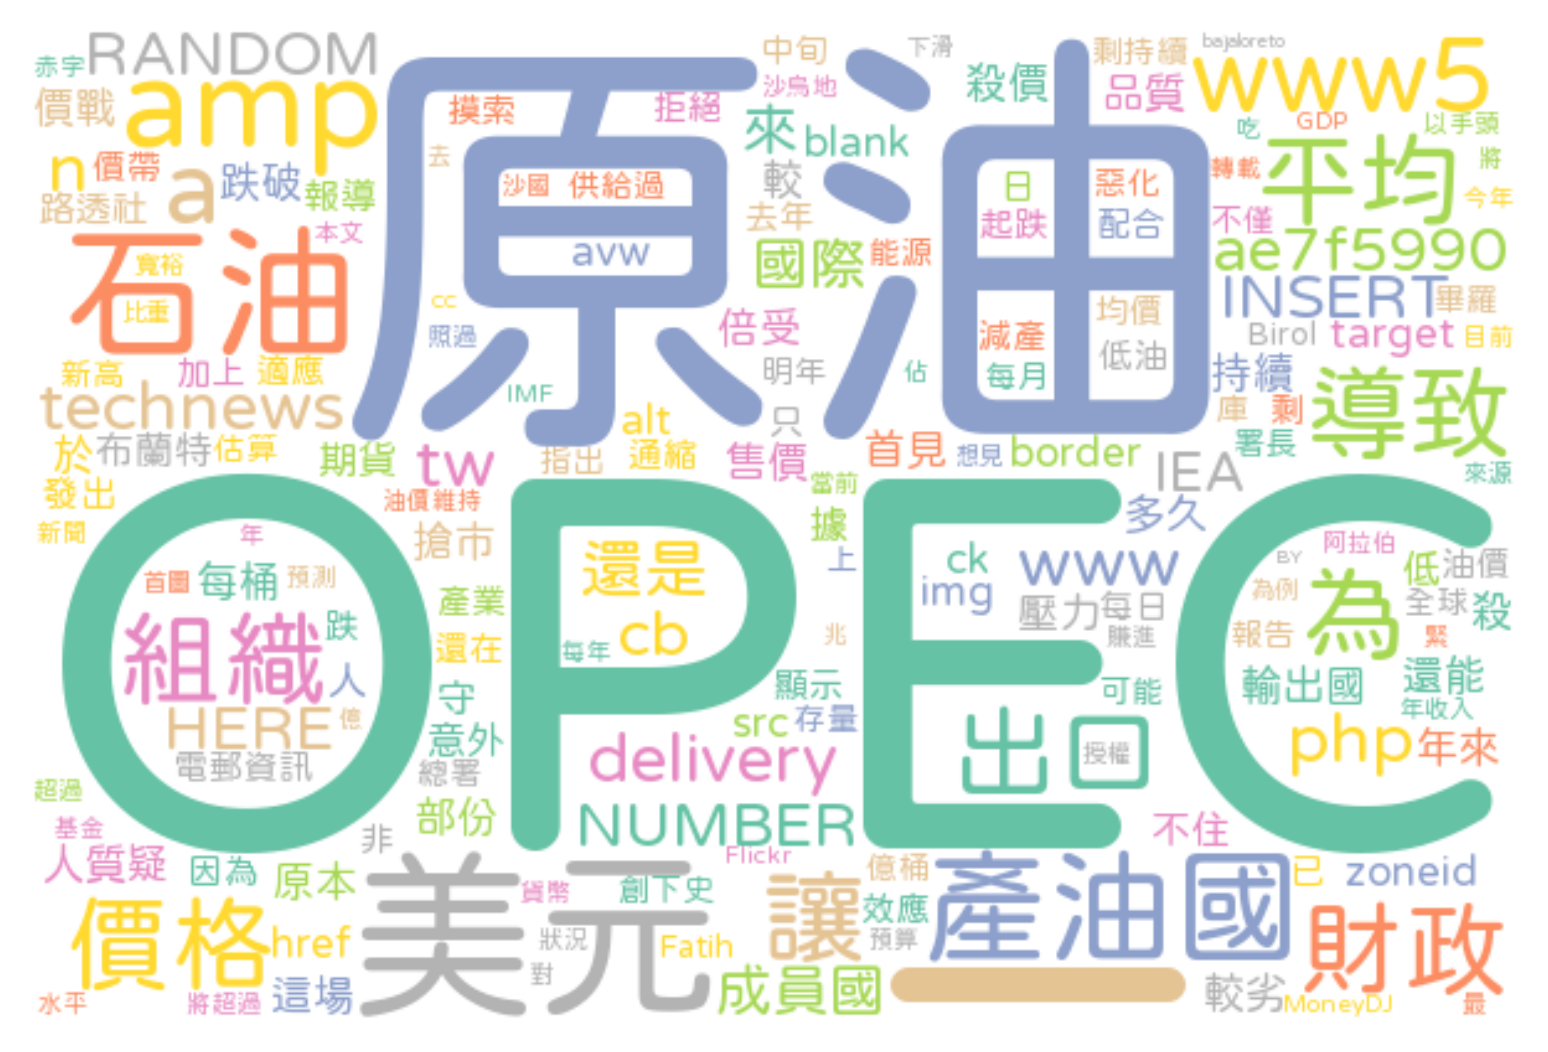 赤字
RANDOM
中旬
下滑
剩持續
bajaloreto
價戰
amp
摸索
拒絕
沙烏地
原油
殺價
品質
www5
來
blank
吃
GDP
以手頭
n
價帶
a
跌破
報導
去
沙國
供給過
較
日
惡化
轉載
平均
將
路透社
去年
起跌
配合
不僅
今年
石油
本文
avw
國際
能源
ae7f5990
寬裕
比重
cc
照過
倍受
均價
INSERT
畢羅
減產
低油
Birol
target
目前
新高
加上
適應
IMF
明年
佔
每月
持續
導致
technews
alt
只
庫
剩
於
布蘭特
估算
期貨
tw
指出
通縮
售價
首見
想見
border
署長
IEA
來源
發出
油價維持
當前
新聞
OPEC
年
搶市
還是
據
多久
上
ck
www
BY
阿拉伯
低
油價
首圖
每桶
預測
產業
img
壓力
每日
為例
為
全球
殺
組織
跌
還在
每年
cb
兆
賺進
報告
緊
人
守
顯示
可能
輸出國
還能
HERE
億
意外
src
存量
出口
授權
年收入
電郵資訊
總署
delivery
php
年來
超過
部份
NUMBER
不住
基金
非
Flickr
人質疑
因為
原本
美元
貨幣
創下史
讓
億桶
產油國
已
zoneid
價格
href
狀況
Fatih
效應
預算
財政
對
成員國
一
水平
將超過
這場
較劣
MoneyDJ
最